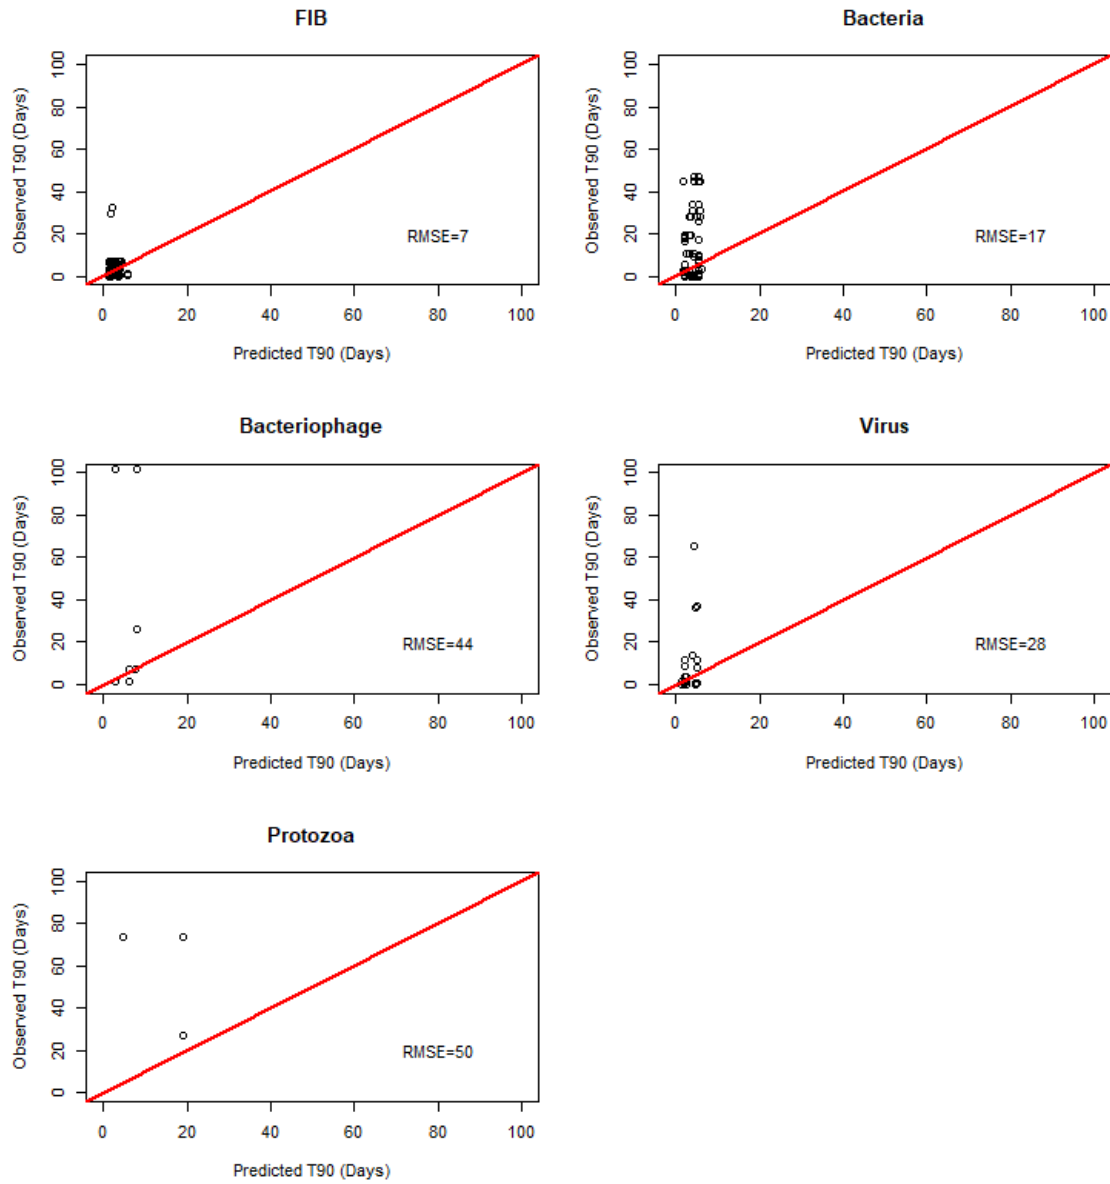 FIB
Observed T90 (Days)
0 20 40 60 80 100
RMSE=7
0 20 40 60 80 100
Predicted T90 (Days)
Bacteria
Observed T90 (Days)
0 20 40 60 80 100
RMSE=17
0 20 40 60 80 100
Predicted T90 (Days)
Bacteriophage
Observed T90 (Days)
0 20 40 60 80 100
RMSE=44
0 20 40 60 80 100
Predicted T90 (Days)
Virus
Observed T90 (Days)
0 20 40 60 80 100
RMSE=28
0 20 40 60 80 100
Predicted T90 (Days)
Protozoa
Observed T90 (Days)
0 20 40 60 80 100
RMSE=50
0 20 40 60 80 100
Predicted T90 (Days)